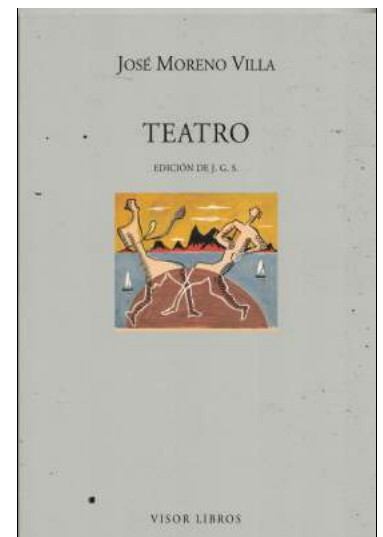 JOSÉ MORENO VILLA
TEATRO
EDICIÓN DE J. G. S.
VISOR LIBROS